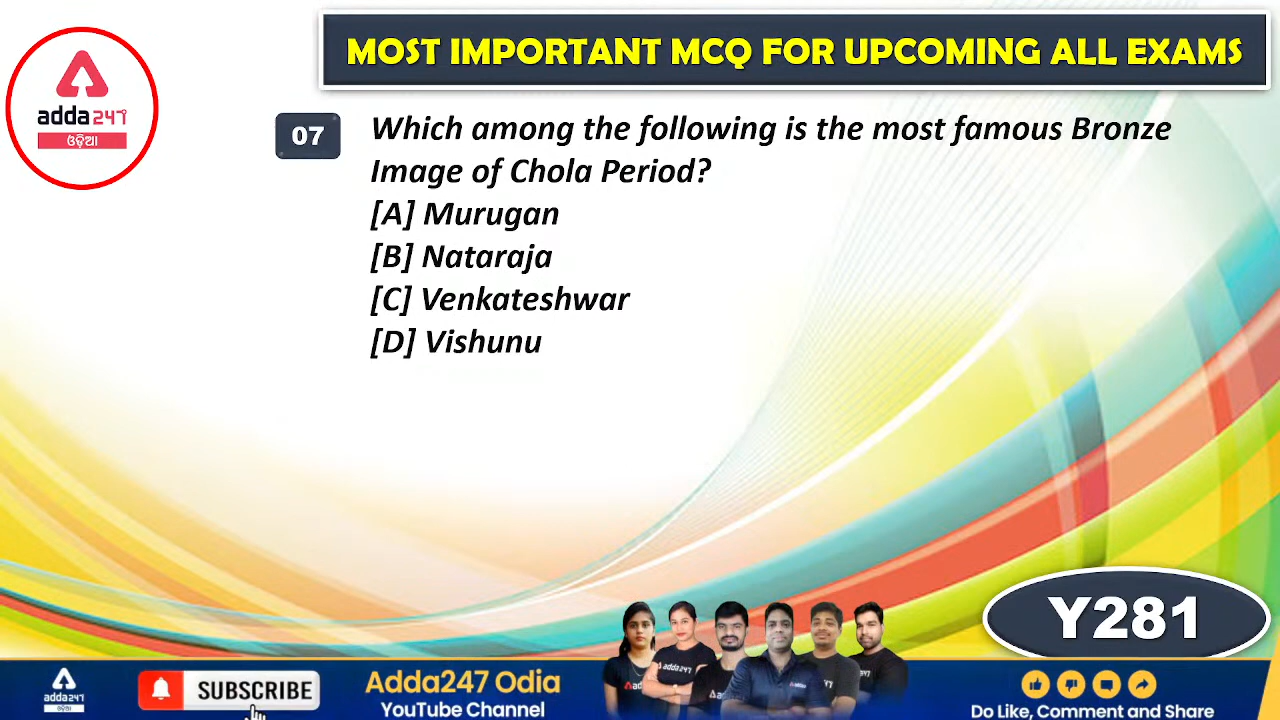 MOST IMPORTANT MCQ FOR UPCOMING ALL EXAMS
adda247
ଓଡ଼ିଆ
07
Which among the following is the most famous Bronze
Image of Chola Period?
[A] Murugan
[B] Nataraja
[C] Venkateshwar
[D] Vishunu
Y281
adda247
ଓଡ଼ିଆ
SUBSCRIBE
Adda247 Odia
YouTube Channel
adda247
Do Like, Comment and Share